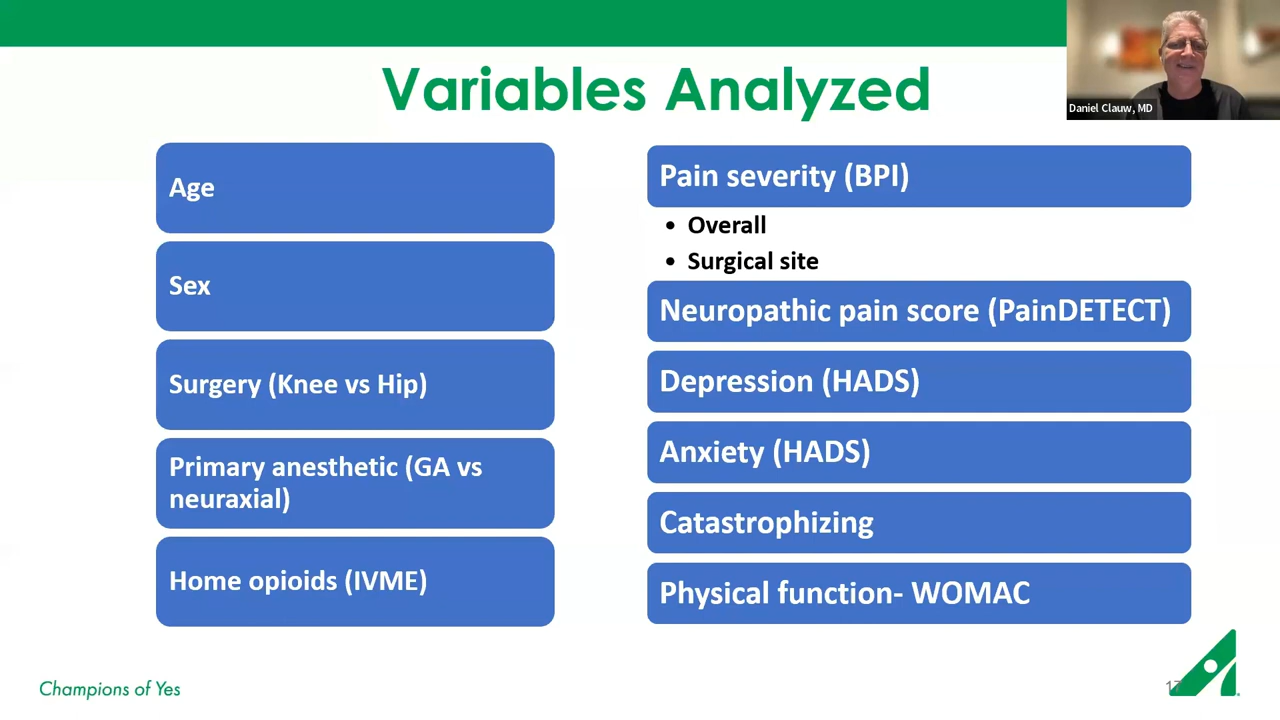 Variables Analyzed
Daniel Clauw, MD
Age
Sex
Surgery (Knee vs Hip)
Primary anesthetic (GA vs
neuraxial)
Home opioids (IVME)
Pain severity (BPI)
• Overall
• Surgical site
Neuropathic pain score (PainDETECT)
Depression (HADS)
Anxiety (HADS)
Catastrophizing
Physical function- WOMAC
Champions of Yes
17